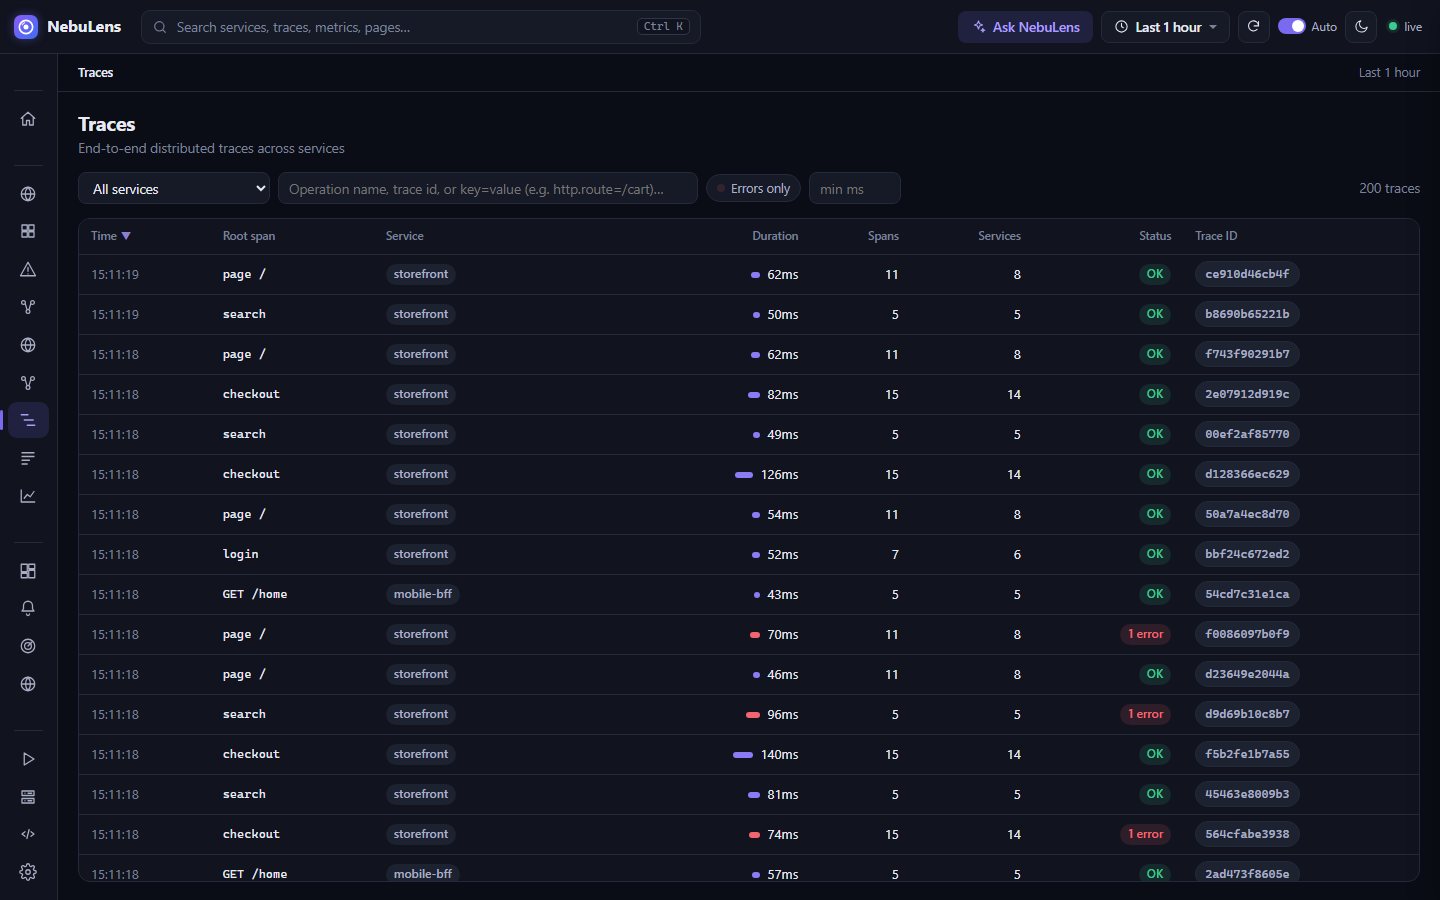 NebuLens
Search services, traces, metrics, pages...
Ctrl K
Ask NebuLens
Last 1 hour
Auto
live
Traces
Last 1 hour
Traces
End-to-end distributed traces across services
All services
Operation name, trace id, or key=value (e.g. http.route=/cart)...
Errors only
min ms
200 traces
Time ▼ Root span Service Duration Spans Services Status Trace ID
15:11:19 page / storefront 62ms 11 8 OK ce910d46cb4f
15:11:19 search storefront 50ms 5 5 OK b8690b65221b
15:11:18 page / storefront 62ms 11 8 OK f743f90291b7
15:11:18 checkout storefront 82ms 15 14 OK 2e07912d919c
15:11:18 search storefront 49ms 5 5 OK 00ef2af85770
15:11:18 checkout storefront 126ms 15 14 OK d128366ec629
15:11:18 page / storefront 54ms 11 8 OK 50a7a4ec8d70
15:11:18 login storefront 52ms 7 6 OK bbf24c672ed2
15:11:18 GET /home mobile-bff 43ms 5 5 OK 54cd7c31e1ca
15:11:18 page / storefront 70ms 11 8 1 error f0086097b0f9
15:11:18 page / storefront 46ms 11 8 OK d23649e2044a
15:11:18 search storefront 96ms 5 5 1 error d9d69b10c8b7
15:11:18 checkout storefront 140ms 15 14 OK f5b2fe1b7a55
15:11:18 search storefront 81ms 5 5 OK 45463e8009b3
15:11:18 checkout storefront 74ms 15 14 1 error 564cfabe3938
15:11:18 GET /home mobile-bff 57ms 5 5 OK 2ad473f8605e